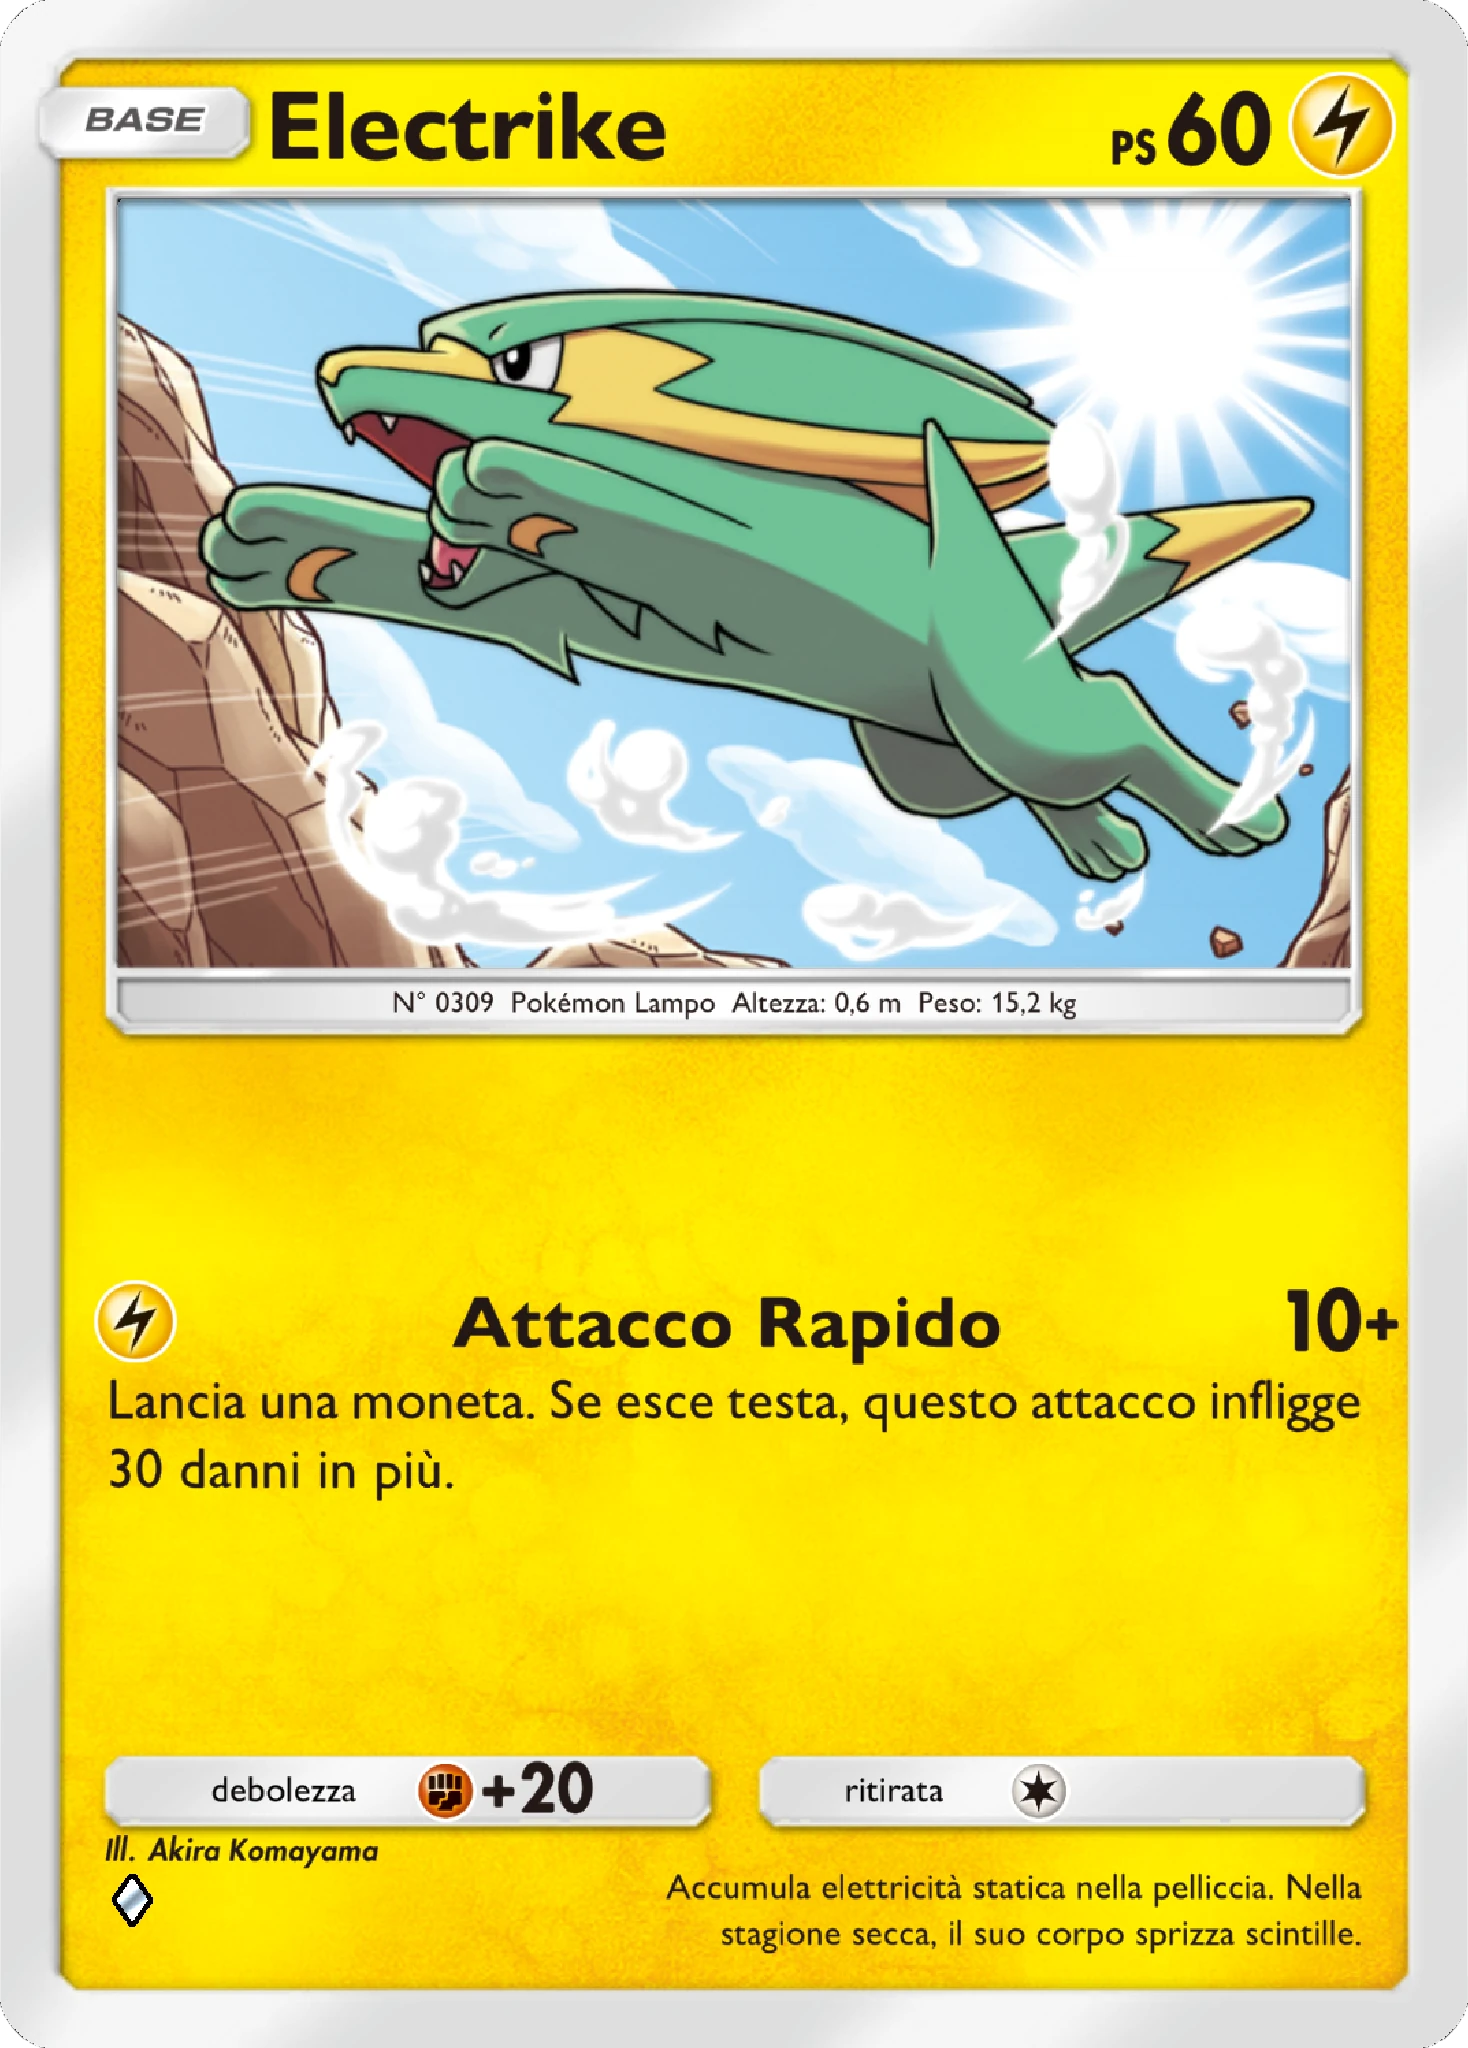 BASE
Electrike
PS 60
N° 0309 Pokémon Lampo Altezza: 0,6 m Peso: 15,2 kg
Attacco Rapido 10+
Lancia una moneta. Se esce testa, questo attacco infligge
30 danni in più.
debolezza +20 ritirata
Ill. Akira Komayama
Accumula elettricità statica nella pelliccia. Nella
stagione secca, il suo corpo sprizza scintille.